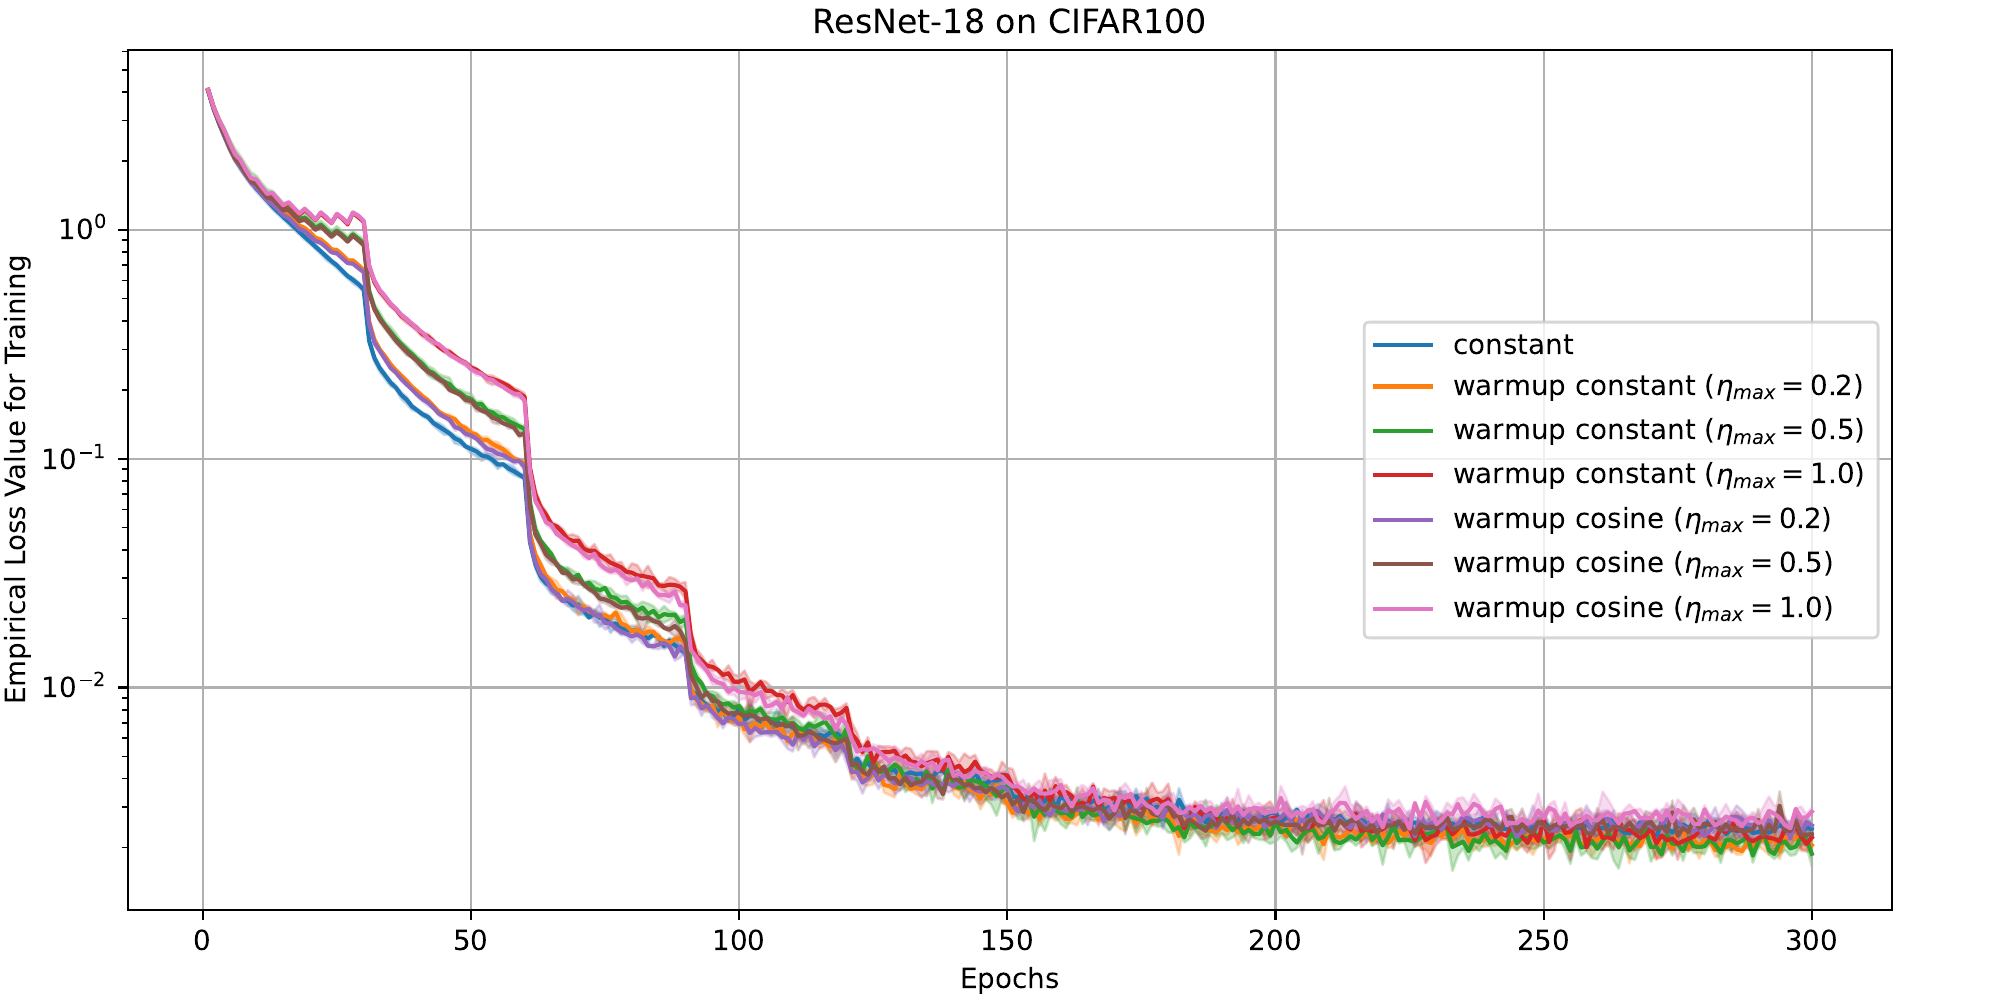 ResNet-18 on CIFAR100
Empirical Loss Value for Training
10⁰
10⁻¹
10⁻²
constant
warmup constant (η_max = 0.2)
warmup constant (η_max = 0.5)
warmup constant (η_max = 1.0)
warmup cosine (η_max = 0.2)
warmup cosine (η_max = 0.5)
warmup cosine (η_max = 1.0)
0 50 100 150 200 250 300
Epochs